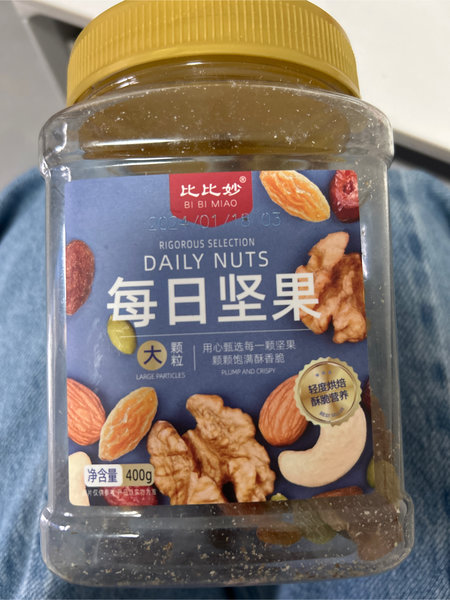 比比妙®
BI BI MIAO
2024/01/18 03
RIGOROUS SELECTION
DAILY NUTS
每日坚果
大 颗粒
LARGE PARTICLES
用心甄选每一颗坚果
颗颗饱满酥香脆
PLUMP AND CRISPY
轻度烘焙
酥脆营养
净含量 400g